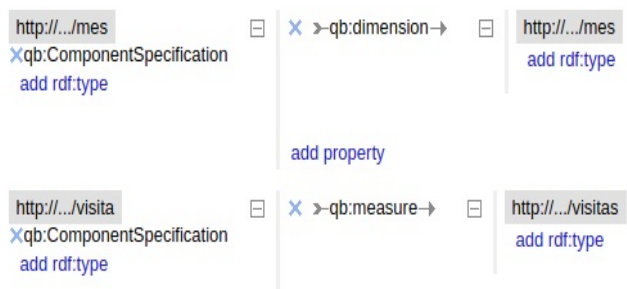 http://.../mes qb:dimension http://.../mes
qb:ComponentSpecification add rdf:type
add rdf:type
add property
http://.../visita qb:measure http://.../visitas
qb:ComponentSpecification add rdf:type
add rdf:type